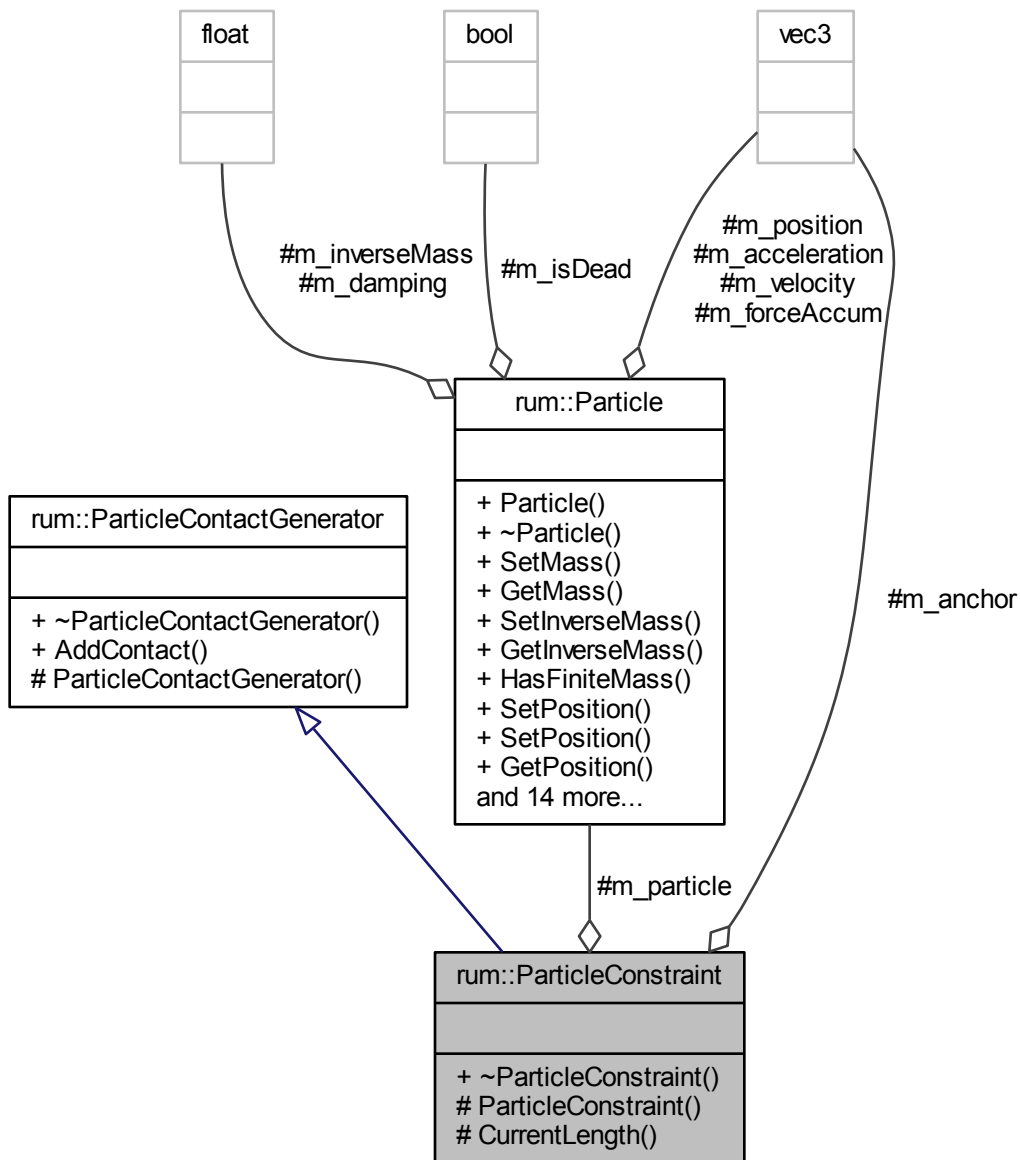 float
bool
vec3
#m_inverseMass
#m_damping
#m_isDead
#m_position
#m_acceleration
#m_velocity
#m_forceAccum
rum::Particle
+ Particle()
+ ~Particle()
+ SetMass()
+ GetMass()
+ SetInverseMass()
+ GetInverseMass()
+ HasFiniteMass()
+ SetPosition()
+ SetPosition()
+ GetPosition()
and 14 more...
rum::ParticleContactGenerator
+ ~ParticleContactGenerator()
+ AddContact()
# ParticleContactGenerator()
#m_anchor
#m_particle
rum::ParticleConstraint
+ ~ParticleConstraint()
# ParticleConstraint()
# CurrentLength()